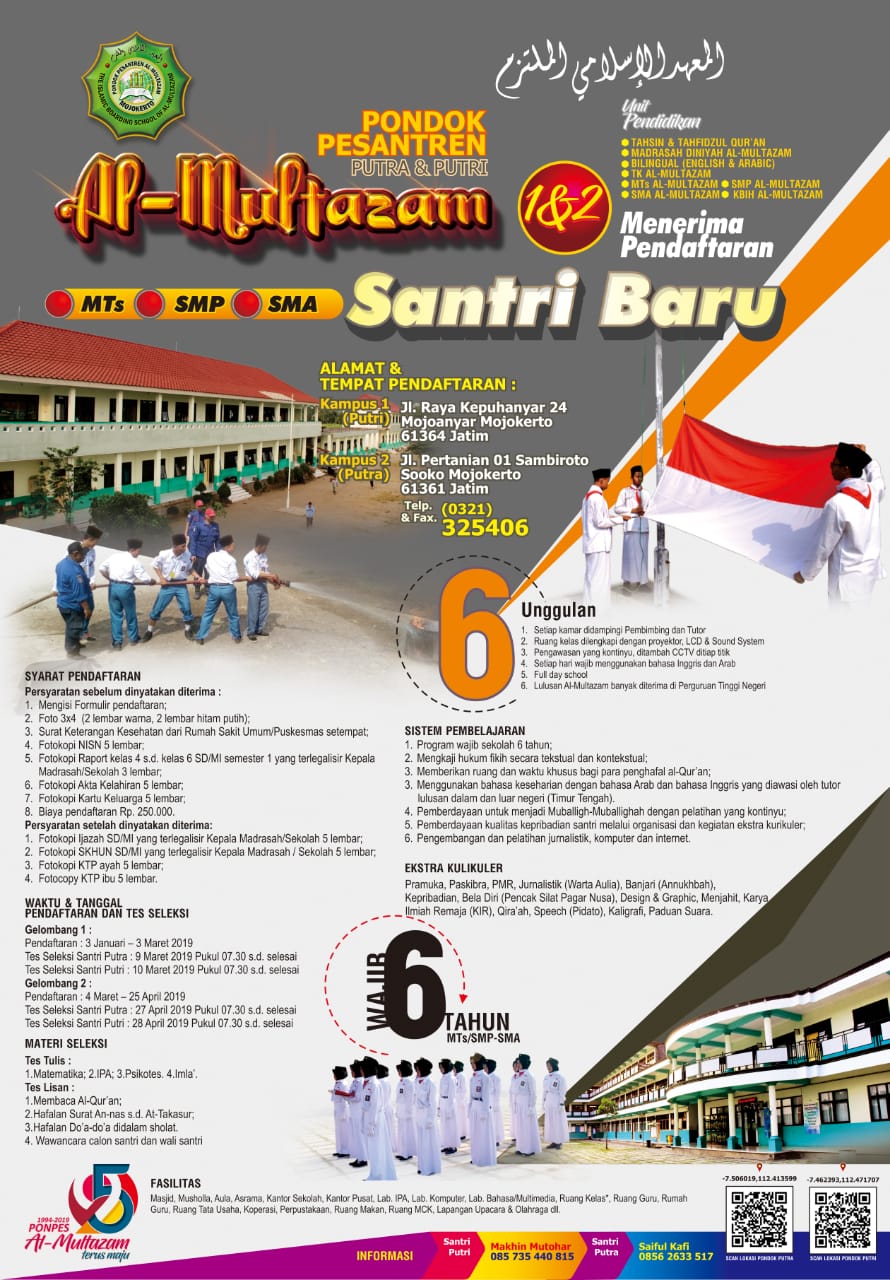 المعهد الإسلامي الملتزم
PONDOK PESANTREN AL-MULTAZAM
MOJOKERTO
THE ISLAMIC BOARDING SCHOOL OF AL-MULTAZAM
PONDOK
PESANTREN
PUTRA & PUTRI
Al-Multazam
1&2
Unit
Pendidikan
TAHSIN & TAHFIDZUL QUR'AN
MADRASAH DINIYAH AL-MULTAZAM
BILINGUAL (ENGLISH & ARABIC)
TK AL-MULTAZAM
MTs AL-MULTAZAM SMP AL-MULTAZAM
SMA AL-MULTAZAM KBIH AL-MULTAZAM
Menerima
Pendaftaran
MTs SMP SMA
Santri Baru
ALAMAT &
TEMPAT PENDAFTARAN :
Kampus 1 (Putri) Jl. Raya Kepuhanyar 24
Mojoanyar Mojokerto
61364 Jatim
Kampus 2 (Putra) Jl. Pertanian 01 Sambiroto
Sooko Mojokerto
61361 Jatim
Telp. & Fax. (0321)
325406
6 Unggulan
1. Setiap kamar didampingi Pembimbing dan Tutor
2. Ruang kelas dilengkapi dengan proyektor, LCD & Sound System
3. Pengawasan yang kontinyu, ditambah CCTV ditiap titik
4. Setiap hari wajib menggunakan bahasa Inggris dan Arab
5. Full day school
6. Lulusan Al-Multazam banyak diterima di Perguruan Tinggi Negeri
SYARAT PENDAFTARAN
Persyaratan sebelum dinyatakan diterima :
1. Mengisi Formulir pendaftaran;
2. Foto 3x4 (2 lembar warna, 2 lembar hitam putih);
3. Surat Keterangan Kesehatan dari Rumah Sakit Umum/Puskesmas setempat;
4. Fotokopi NISN 5 lembar;
5. Fotokopi Raport kelas 4 s.d. kelas 6 SD/MI semester 1 yang terlegalisir Kepala
Madrasah/Sekolah 3 lembar;
6. Fotokopi Akta Kelahiran 5 lembar;
7. Fotokopi Kartu Keluarga 5 lembar;
8. Biaya pendaftaran Rp. 250.000.
Persyaratan setelah dinyatakan diterima:
1. Fotokopi Ijazah SD/MI yang terlegalisir Kepala Madrasah/Sekolah 5 lembar;
2. Fotokopi SKHUN SD/MI yang terlegalisir Kepala Madrasah / Sekolah 5 lembar;
3. Fotokopi KTP ayah 5 lembar;
4. Fotocopy KTP ibu 5 lembar.
SISTEM PEMBELAJARAN
1. Program wajib sekolah 6 tahun;
2. Mengkaji hukum fikih secara tekstual dan kontekstual;
3. Memberikan ruang dan waktu khusus bagi para penghafal al-Qur'an;
3. Menggunakan bahasa keseharian dengan bahasa Arab dan bahasa Inggris yang diawasi oleh tutor
lulusan dalam dan luar negeri (Timur Tengah).
4. Pemberdayaan untuk menjadi Muballigh-Mubalighah dengan pelatihan yang kontinyu;
5. Pemberdayaan kualitas kepribadian santri melalui organisasi dan kegiatan ekstra kurikuler;
6. Pengembangan dan pelatihan jurnalistik, komputer dan internet.
EKSTRA KULIKULER
Pramuka, Paskibra, PMR, Jurnalistik (Warta Aulia), Banjari (Annukhbah),
Kepribadian, Bela Diri (Pencak Silat Pagar Nusa), Design & Graphic, Menjahit, Karya
Ilmiah Remaja (KIR), Qira'ah, Speech (Pidato), Kaligrafi, Paduan Suara.
WAKTU & TANGGAL
PENDAFTARAN DAN TES SELEKSI
Gelombang 1 :
Pendaftaran : 3 Januari – 3 Maret 2019
Tes Seleksi Santri Putra : 9 Maret 2019 Pukul 07.30 s.d. selesai
Tes Seleksi Santri Putri : 10 Maret 2019 Pukul 07.30 s.d. selesai
Gelombang 2 :
Pendaftaran : 4 Maret – 25 April 2019
Tes Seleksi Santri Putra : 27 April 2019 Pukul 07.30 s.d. selesai
Tes Seleksi Santri Putri : 28 April 2019 Pukul 07.30 s.d. selesai
WAJIB 6 TAHUN
MTs/SMP-SMA
MATERI SELEKSI
Tes Tulis :
1.Matematika; 2.IPA; 3.Psikotes. 4.Imla'.
Tes Lisan :
1.Membaca Al-Qur'an;
2.Hafalan Surat An-nas s.d. At-Takasur;
3.Hafalan Do'a-do'a didalam sholat.
4. Wawancara calon santri dan wali santri
25
1994-2019
PONPES
Al-Multazam
terus maju
FASILITAS
Masjid, Musholla, Aula, Asrama, Kantor Sekolah, Kantor Pusat, Lab. IPA, Lab. Komputer, Lab. Bahasa/Multimedia, Ruang Kelas", Ruang Guru, Rumah
Guru, Ruang Tata Usaha, Koperasi, Perpustakaan, Ruang Makan, Ruang MCK, Lapangan Upacara & Olahraga dll.
-7.506019,112.413599
-7.462393,112.471707
SCAN LOKASI PONDOK PUTRA
SCAN LOKASI PONDOK PUTRI
INFORMASI
Santri Putri Makhin Mutohar
085 735 440 815
Santri Putra Saiful Kafi
0856 2633 517